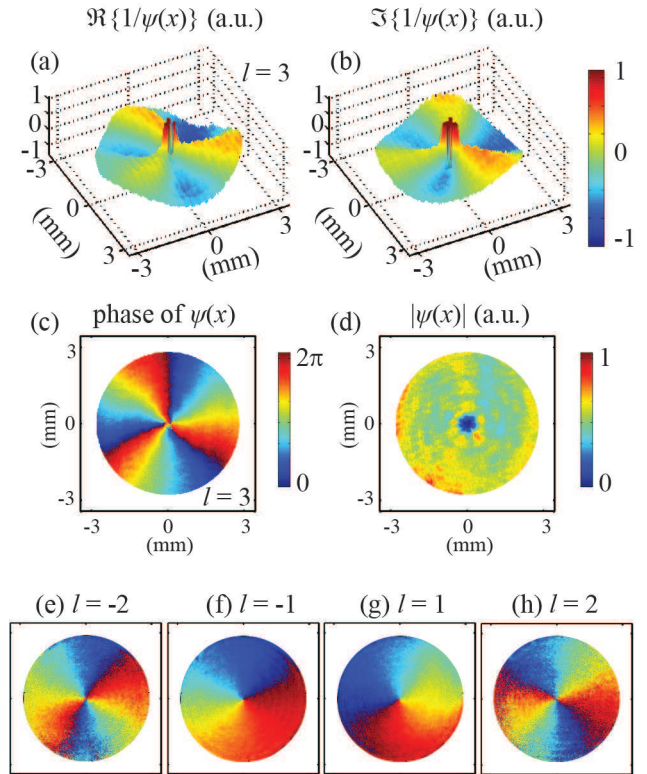 ℜ{1/ψ(x)} (a.u.)
ℑ{1/ψ(x)} (a.u.)
(a)
l = 3
(b)
1
0
-1
-3
0
3
(mm)
-3
0
3
(mm)
1
0
-1
-3
0
3
(mm)
-3
0
3
(mm)
1
0
-1
(c)
phase of ψ(x)
(d)
|ψ(x)| (a.u.)
3
0
-3
(mm)
-3
0
3
(mm)
l = 3
2π
0
3
0
-3
(mm)
-3
0
3
(mm)
1
0
(e) l = -2
(f) l = -1
(g) l = 1
(h) l = 2